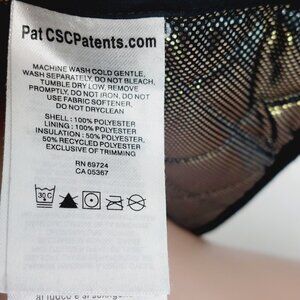 Pat CSCPatents.com
MACHINE WASH COLD GENTLE,
WASH SEPARATELY, DO NOT BLEACH,
TUMBLE DRY LOW, REMOVE
PROMPTLY, DO NOT IRON, DO NOT
USE FABRIC SOFTENER,
DO NOT DRYCLEAN
SHELL : 100% POLYESTER
LINING : 100% POLYESTER
INSULATION : 50% POLYESTER
50% RECYCLED POLYESTER
EXCLUSIVE OF TRIMMING
RN 69724
CA 05367
30 C